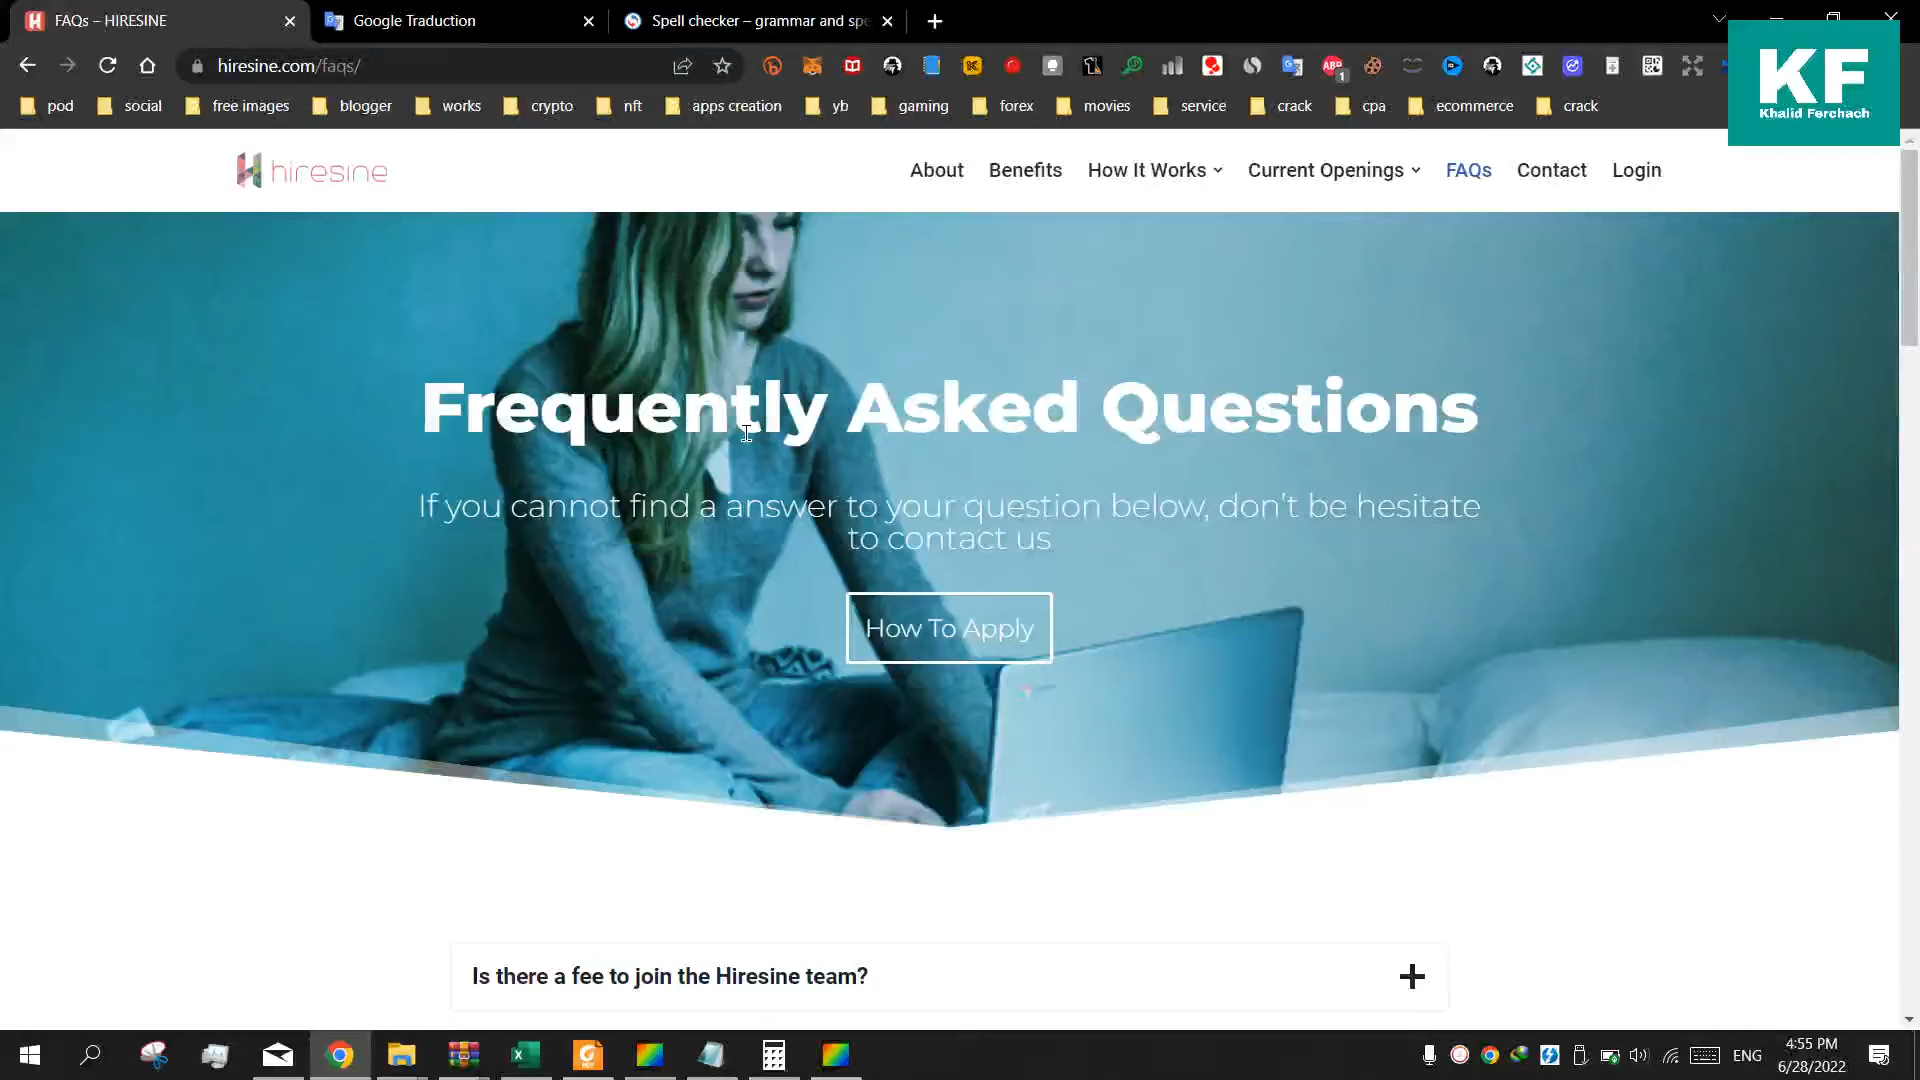 FAQs – HIRESINE
Google Traduction
Spell checker – grammar and spe
hiresine.com/faqs/
ABP
1
KF
Khalid Ferchach
pod
social
free images
blogger
works
crypto
nft
apps creation
yb
gaming
forex
movies
service
crack
cpa
ecommerce
crack
hiresine
About
Benefits
How It Works
Current Openings
FAQs
Contact
Login
Frequently Asked Questions
If you cannot find a answer to your question below, don't be hesitate
to contact us
How To Apply
Is there a fee to join the Hiresine team?
ENG
4:55 PM
6/28/2022